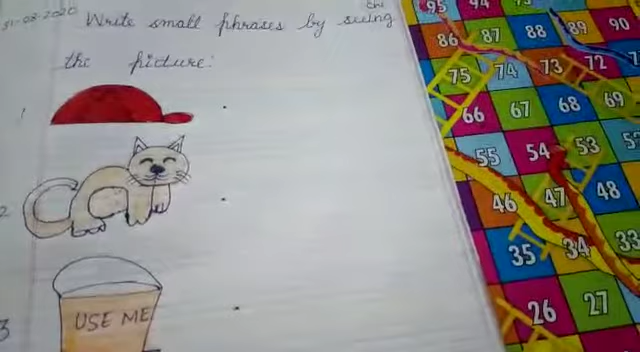 31-08-2020
Write small phrases by seeing
the picture:
1
2
3
USE ME
95 94
86 87 88 89 90
75 74 73 72
66 67 68 69
55 54 53
46 47 48
35 34 33
26 27